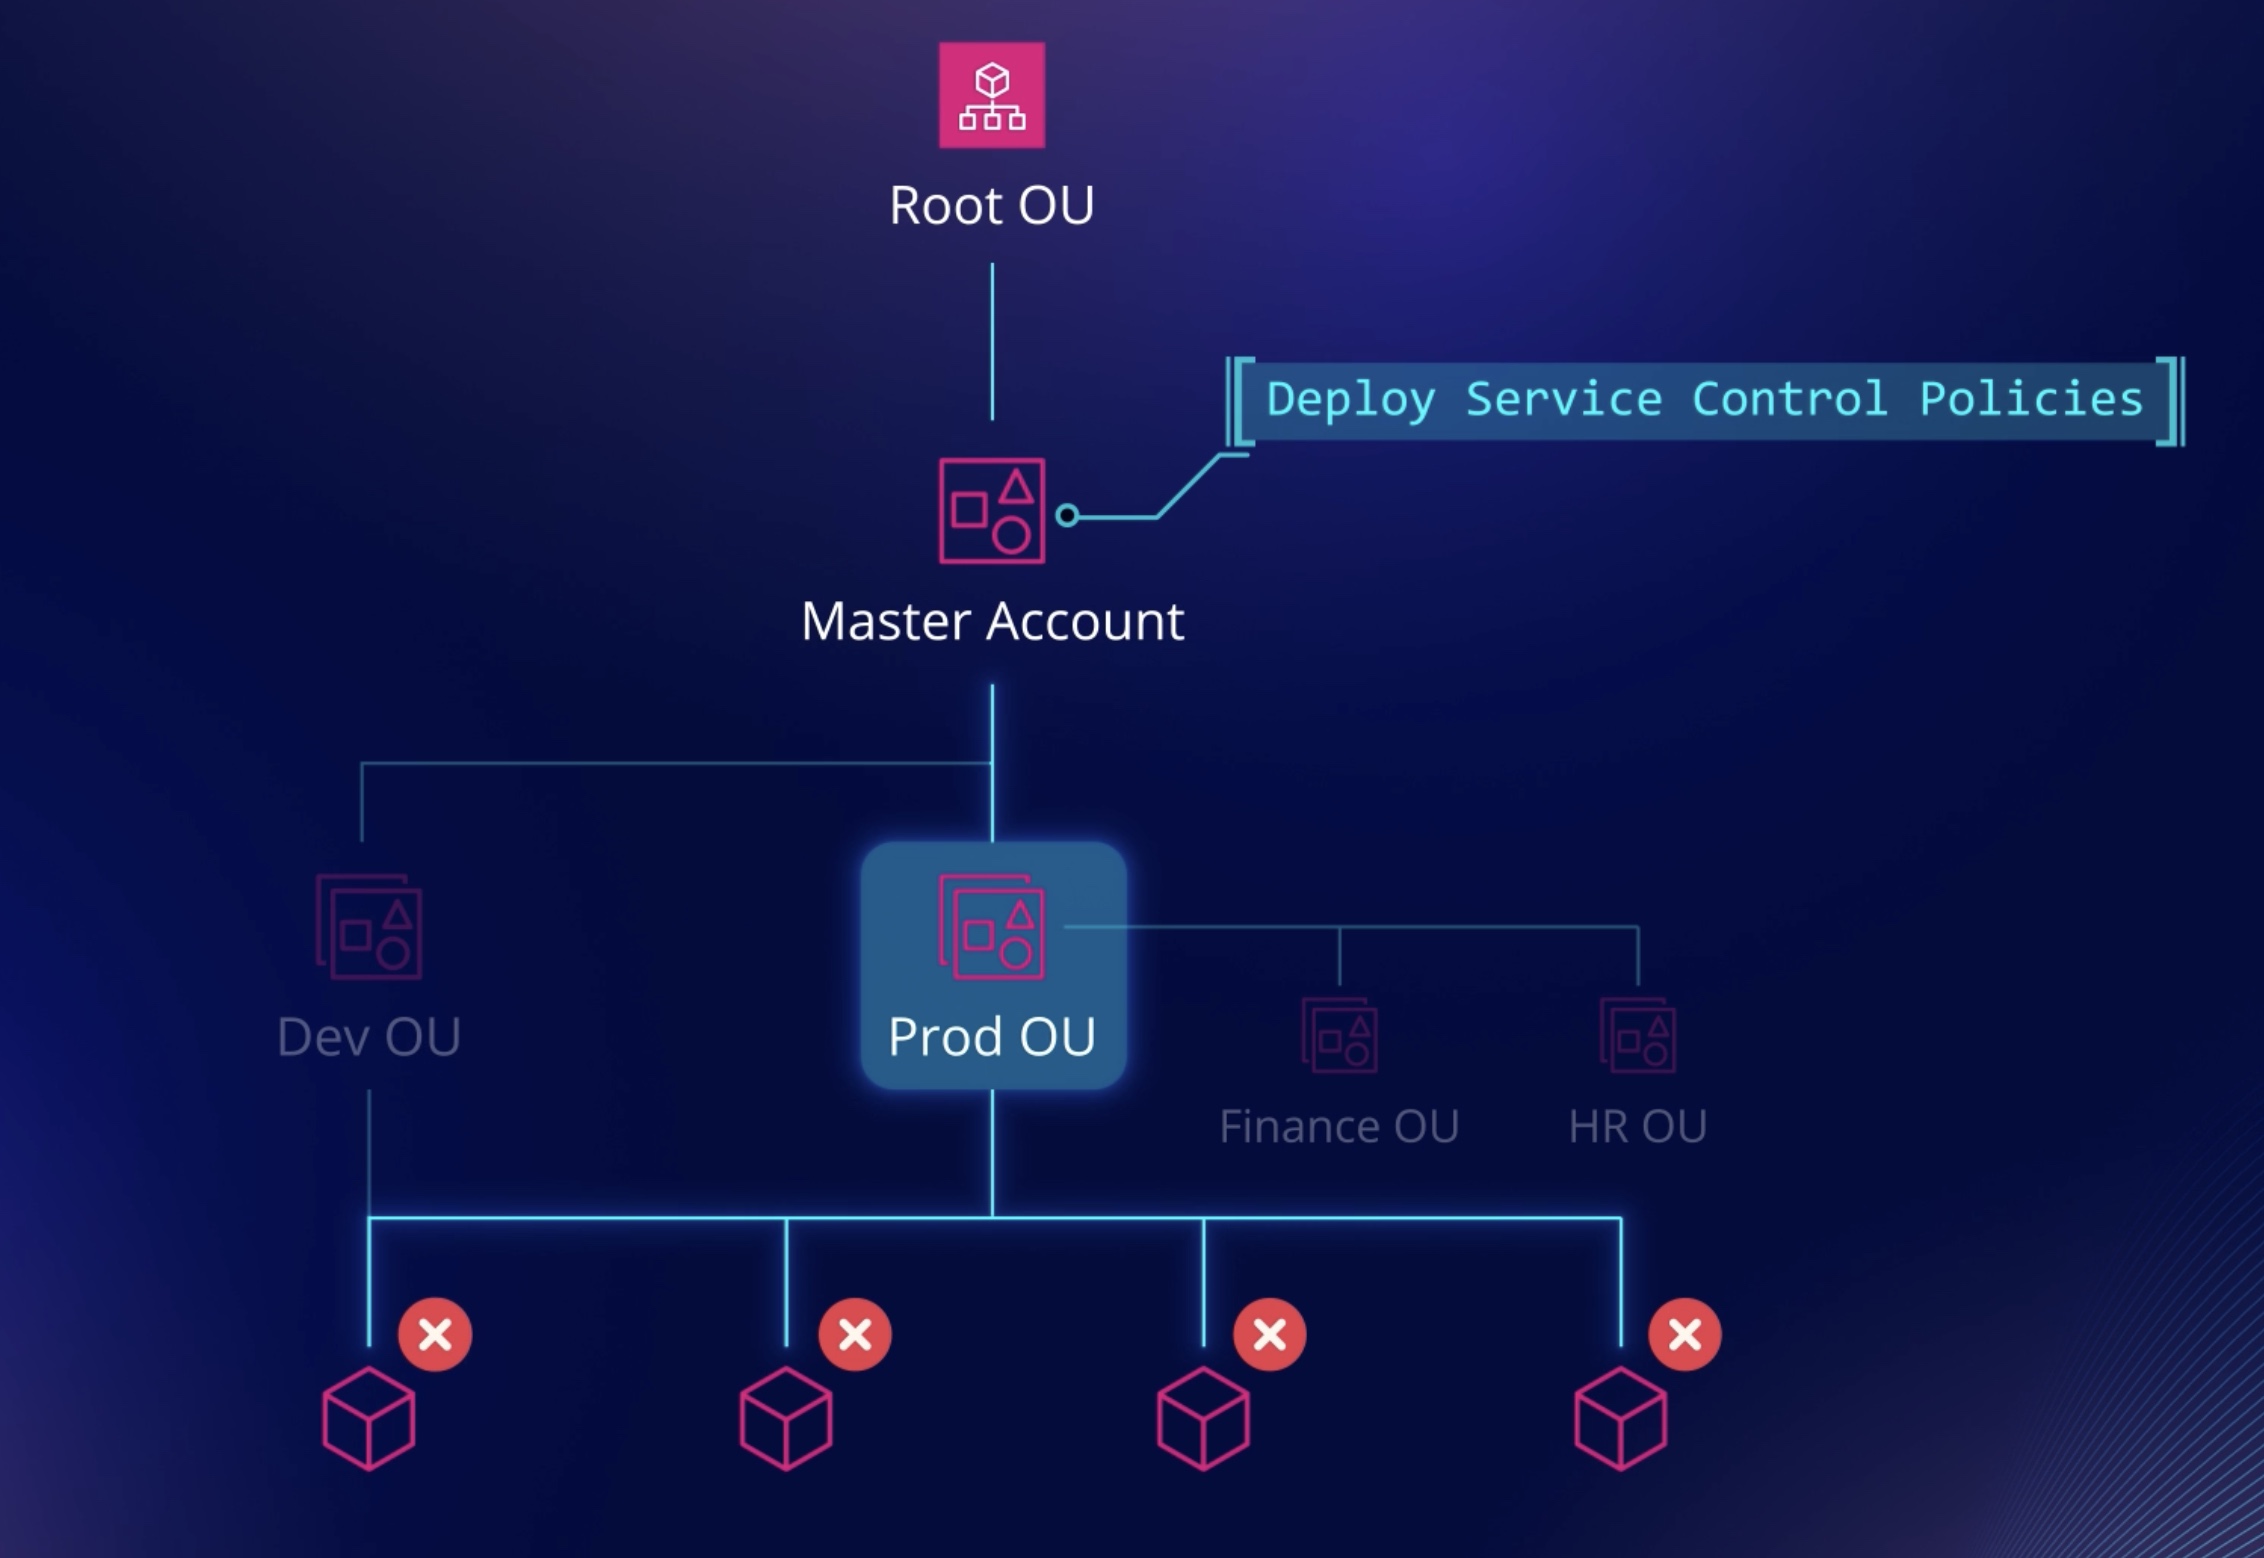 Root OU
Deploy Service Control Policies
Master Account
Dev OU
Prod OU
Finance OU
HR OU